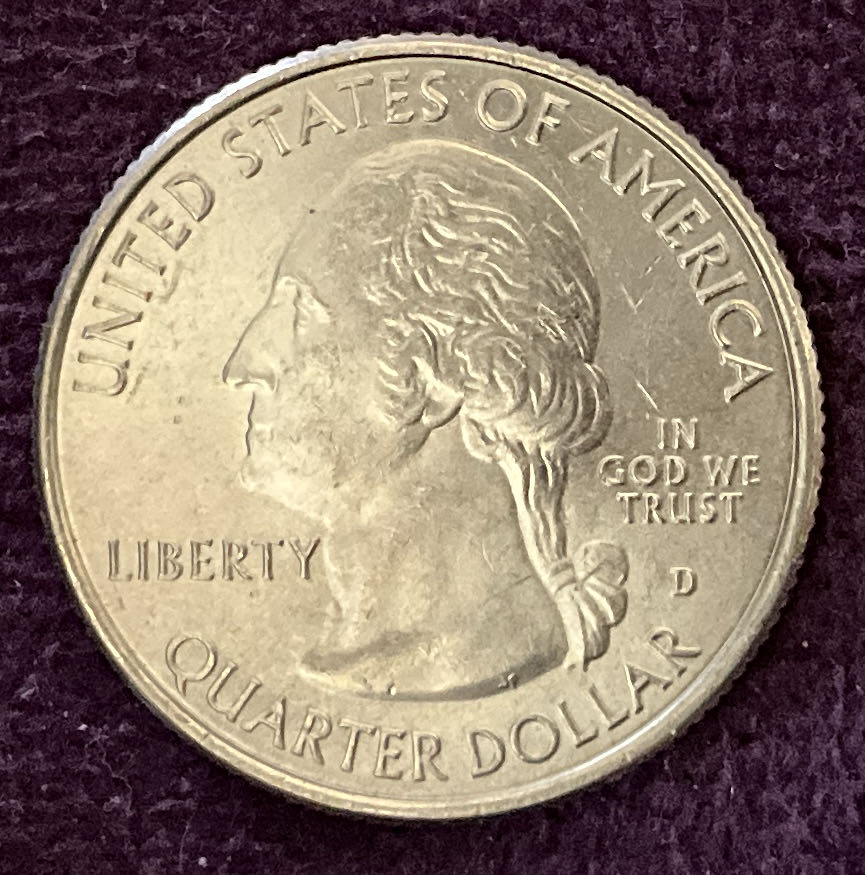 UNITED STATES OF AMERICA
IN
GOD WE
TRUST
LIBERTY
D
QUARTER DOLLAR